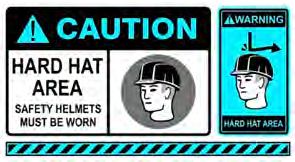 CAUTION
HARD HAT
AREA
SAFETY HELMETS
MUST BE WORN
WARNING
HARD HAT AREA